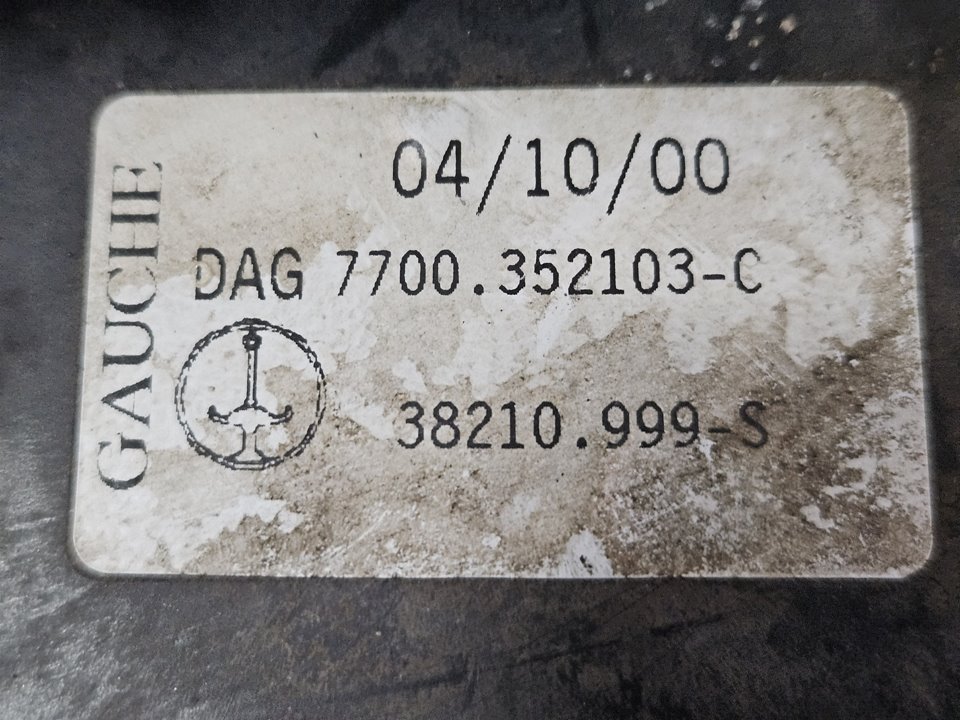 GAUCHE
04/10/00
DAG 7700.352103-C
38210.999-S